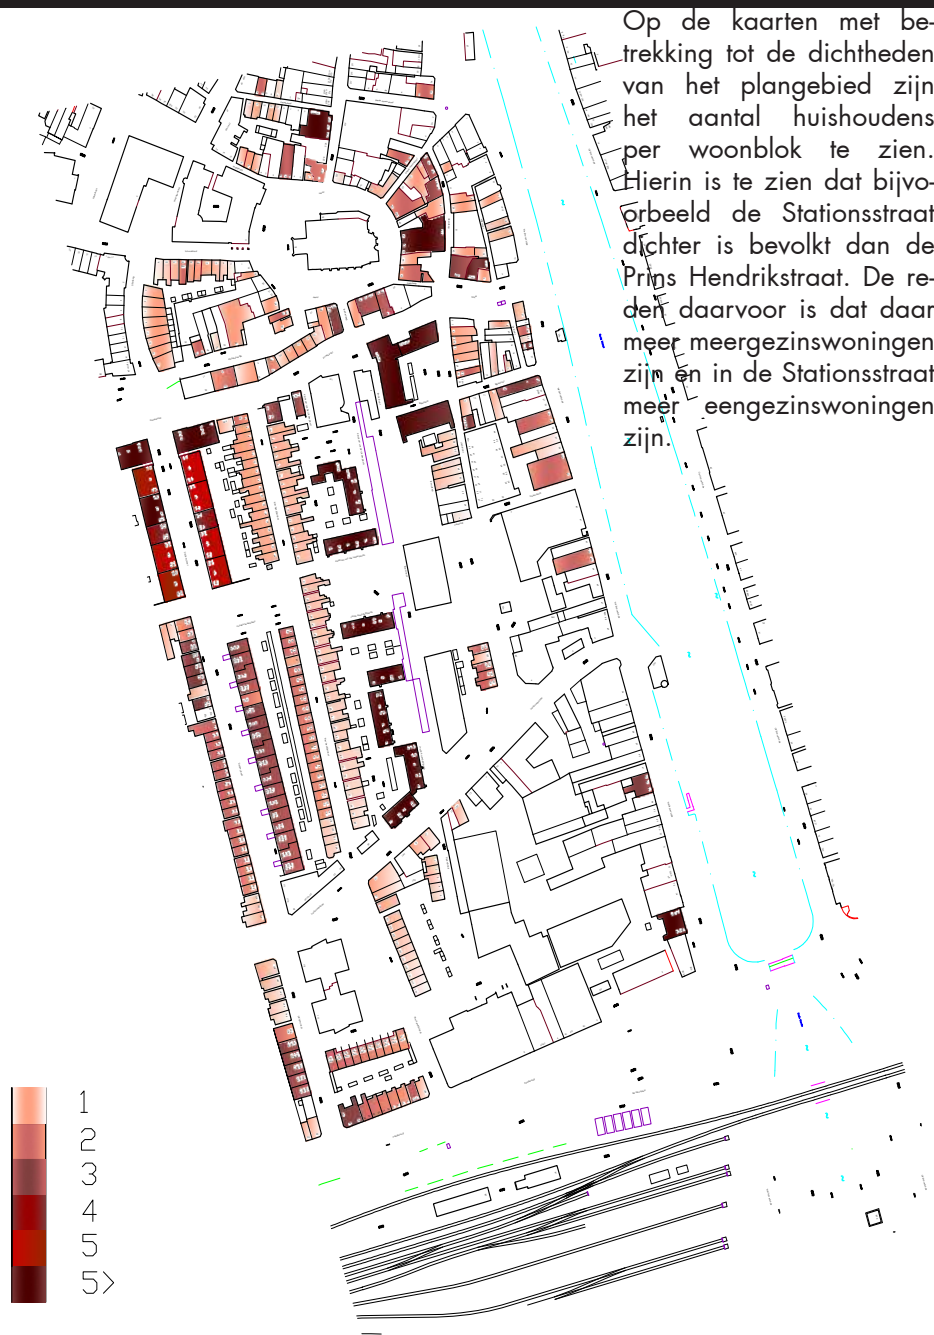 Op de kaarten met be-
trekking tot de dichtheden
van het plangebied zijn
het aantal huishoudens
per woonblok te zien.
Hierin is te zien dat bijvo-
orbeeld de Stationsstraat
dichter is bevolkt dan de
Prins Hendrikstraat. De re-
den daarvoor is dat daar
meer meergezinswoningen
zijn en in de Stationsstraat
meer eengezinswoningen
zijn.
1
2
3
4
5
5>